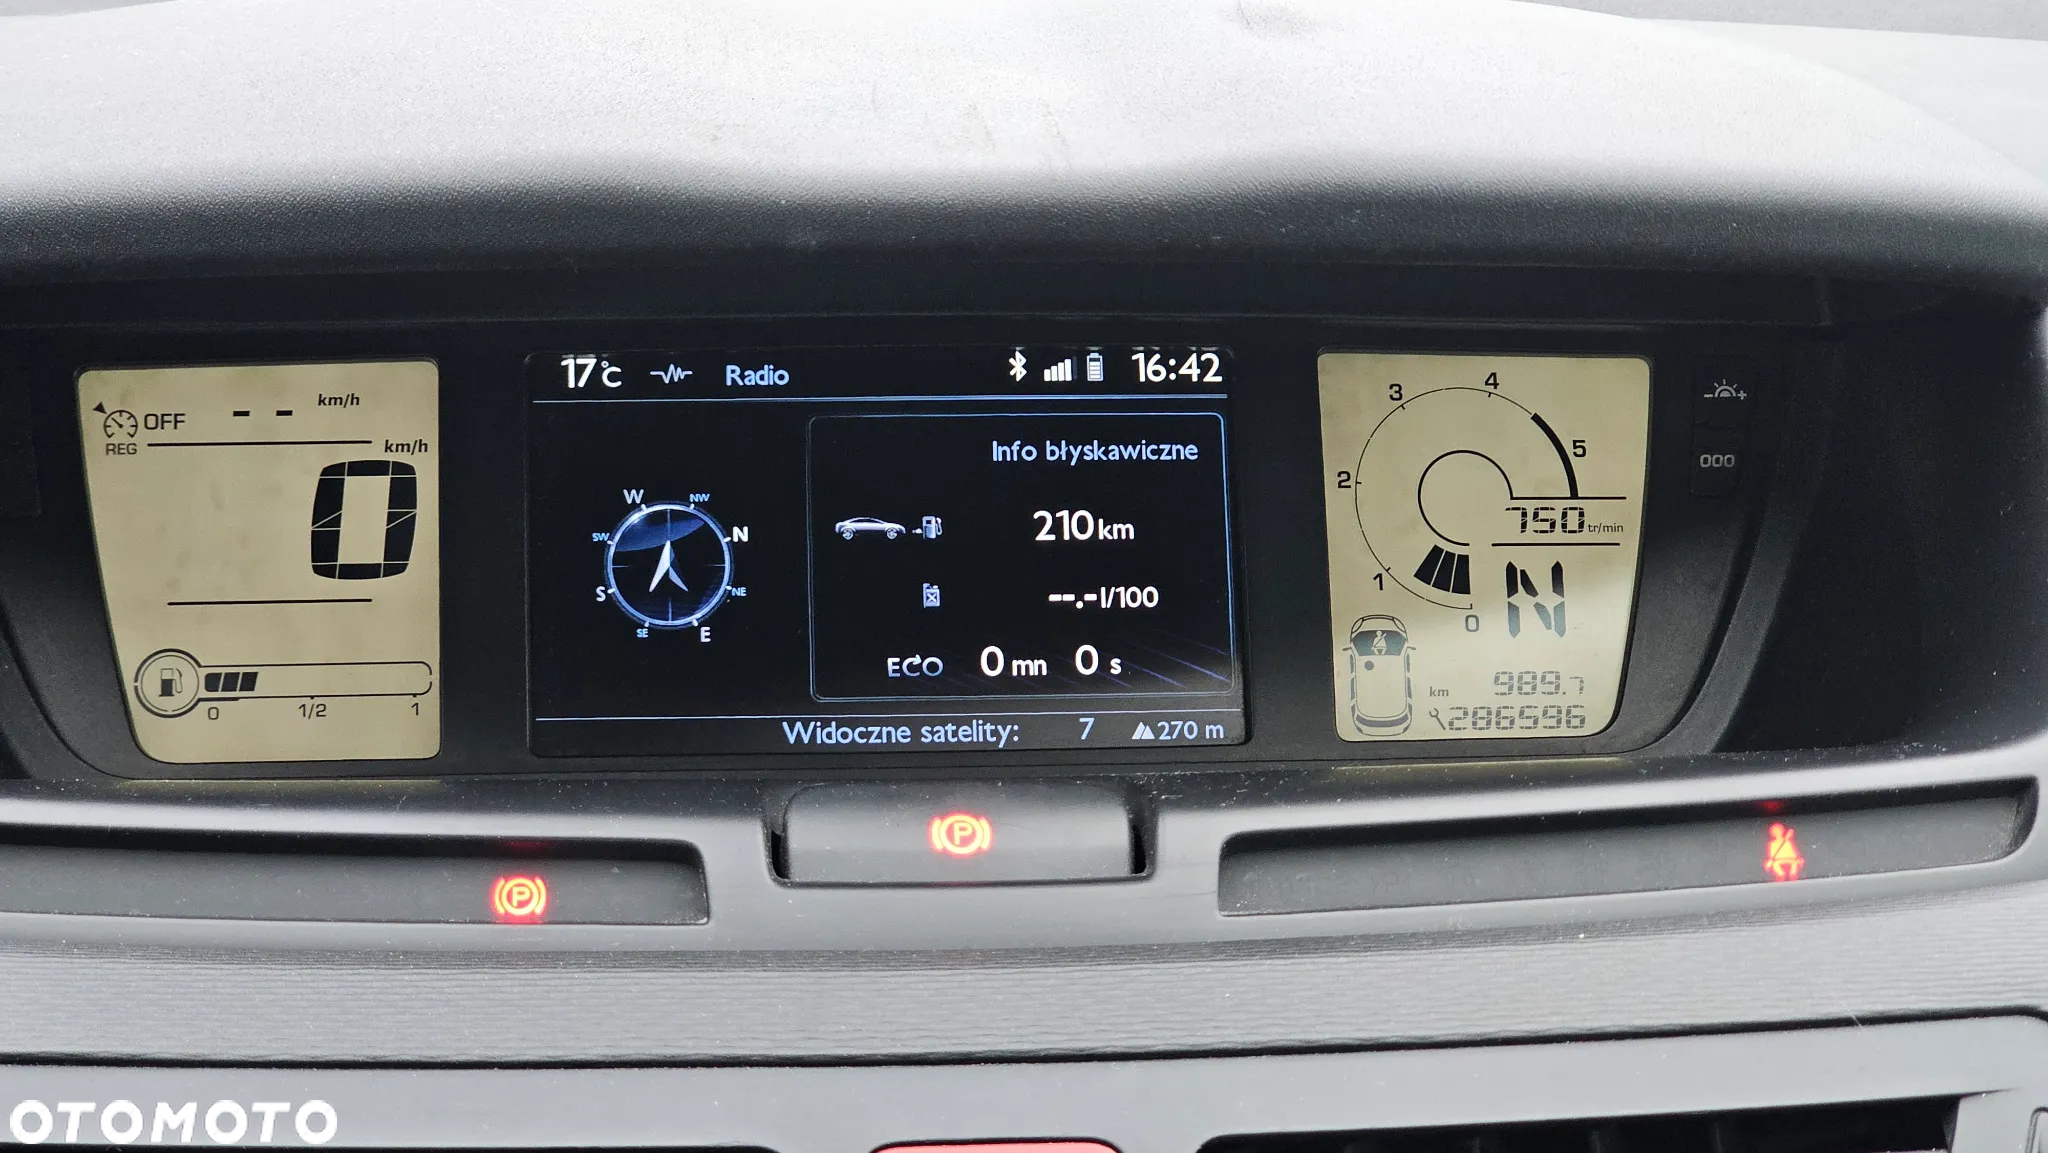 OFF -- km/h
REG
km/h
0
0 1/2 1
17°C Radio 16:42
Info błyskawiczne
210 km
--.- l/100
ECO 0 mn 0 s
W NW N NE E SE S SW
Widoczne satelity: 7 270 m
0 1 2 3 4 5
750 tr/min
N
km 989.7
286596
- +
000
P
P
OTOMOTO